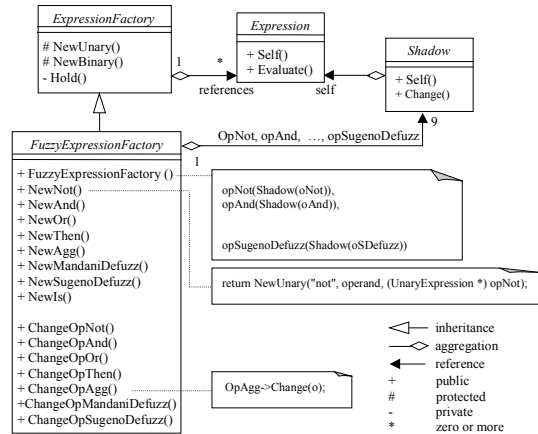 ExpressionFactory
# NewUnary()
# NewBinary()
- Hold()
1
*
references
Expression
+ Self()
+ Evaluate()
self
Shadow
+ Self()
+ Change()
9
OpNot, opAnd, …, opSugenoDefuzz
1
FuzzyExpressionFactory
+ FuzzyExpressionFactory ()
+ NewNot()
+ NewAnd()
+ NewOr()
+ NewThen()
+ NewAgg()
+ NewMandaniDefuzz()
+ NewSugenoDefuzz()
+ NewIs()
+ ChangeOpNot()
+ ChangeOpAnd()
+ ChangeOpOr()
+ ChangeOpThen()
+ ChangeOpAgg()
+ChangeOpMandaniDefuzz()
+ ChangeOpSugenoDefuzz()
opNot(Shadow(oNot)),
opAnd(Shadow(oAnd)),
opSugenoDefuzz(Shadow(oSDefuzz))
return NewUnary("not", operand, (UnaryExpression *) opNot);
OpAgg->Change(o);
inheritance
aggregation
reference
+ public
# protected
- private
* zero or more